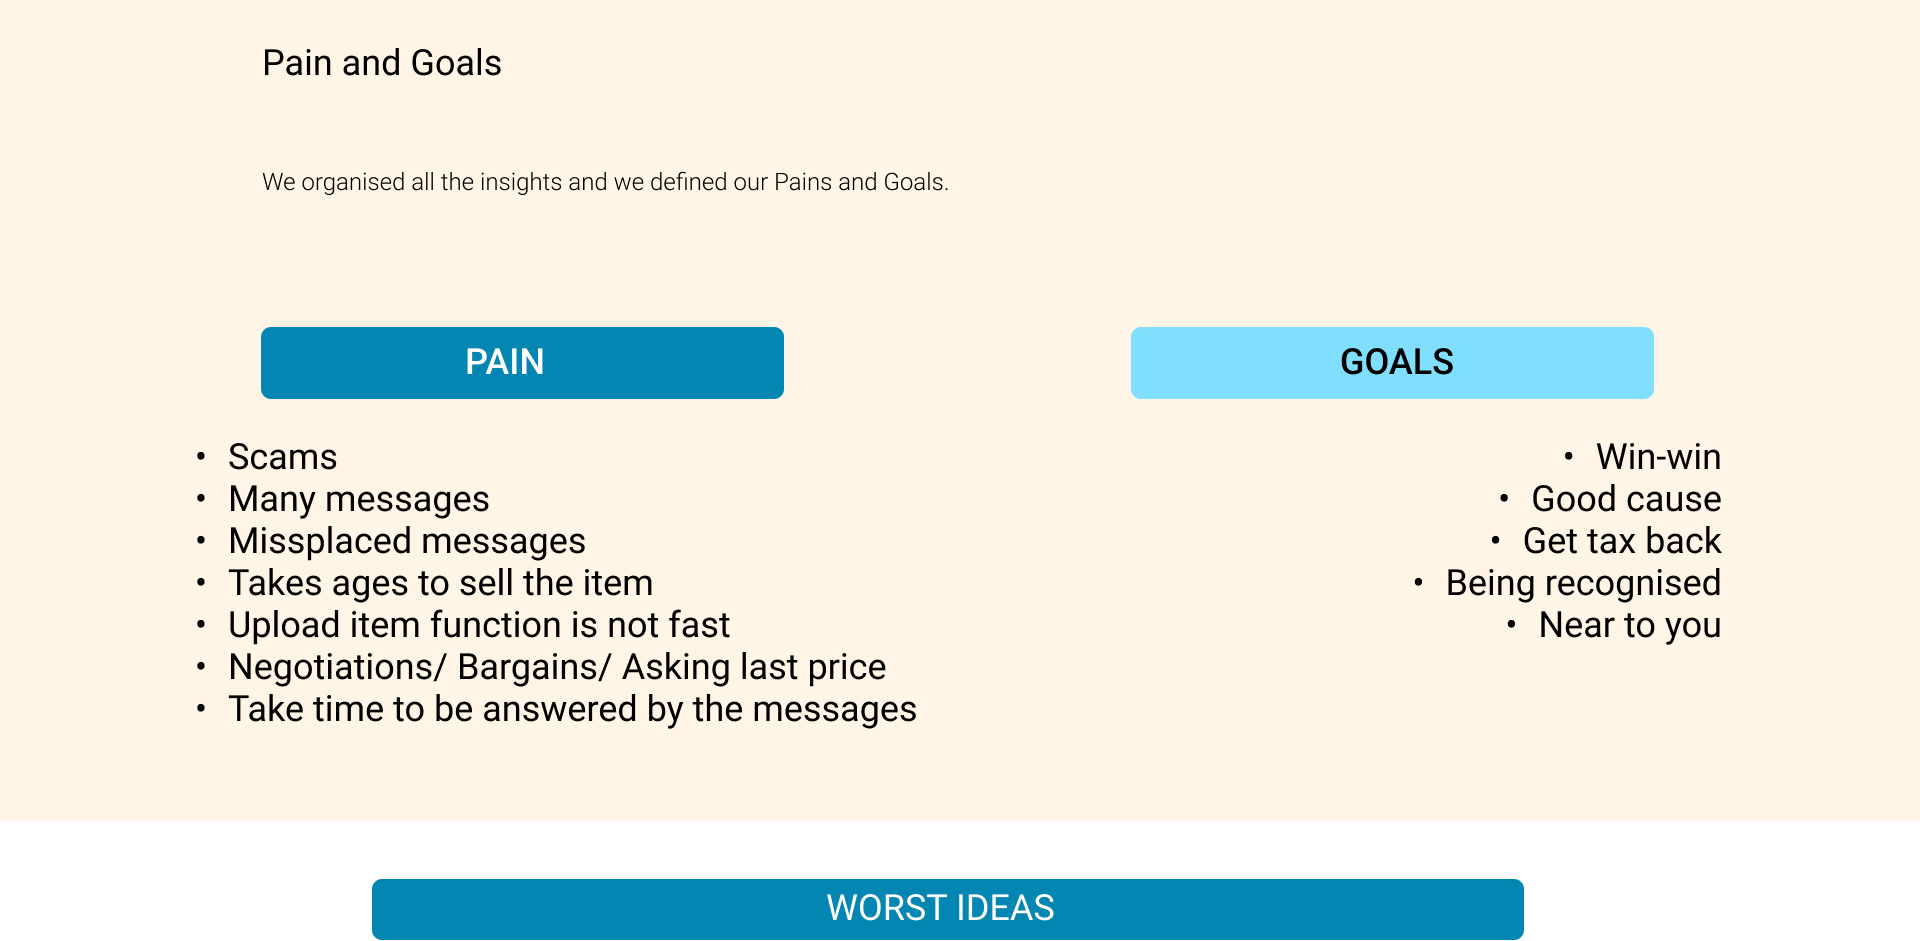 Pain and Goals
We organised all the insights and we defined our Pains and Goals.
PAIN
• Scams
• Many messages
• Missplaced messages
• Takes ages to sell the item
• Upload item function is not fast
• Negotiations/ Bargains/ Asking last price
• Take time to be answered by the messages
GOALS
• Win-win
• Good cause
• Get tax back
• Being recognised
• Near to you
WORST IDEAS